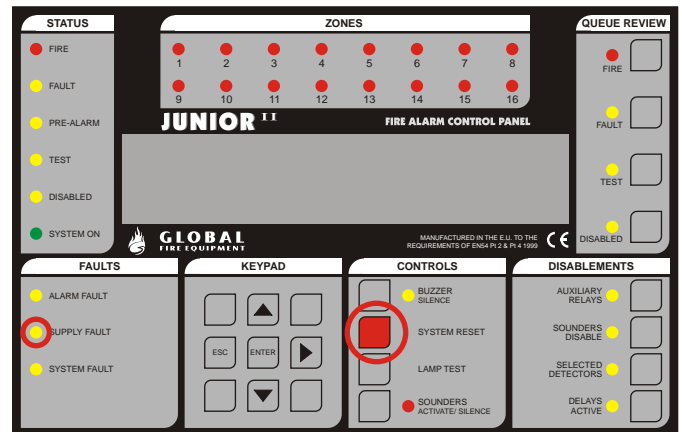 STATUS
FIRE
FAULT
PRE-ALARM
TEST
DISABLED
SYSTEM ON
ZONES
1 2 3 4 5 6 7 8
9 10 11 12 13 14 15 16
JUNIOR II
FIRE ALARM CONTROL PANEL
GLOBAL
FIRE EQUIPMENT
MANUFACTURED IN THE E.U. TO THE
REQUIREMENTS OF EN54 Pt 2 & Pt 4 1999
CE
QUEUE REVIEW
FIRE
FAULT
TEST
DISABLED
FAULTS
ALARM FAULT
SUPPLY FAULT
SYSTEM FAULT
KEYPAD
ESC ENTER
CONTROLS
BUZZER
SILENCE
SYSTEM RESET
LAMP TEST
SOUNDERS
ACTIVATE/ SILENCE
DISABLEMENTS
AUXILIARY
RELAYS
SOUNDERS
DISABLE
SELECTED
DETECTORS
DELAYS
ACTIVE